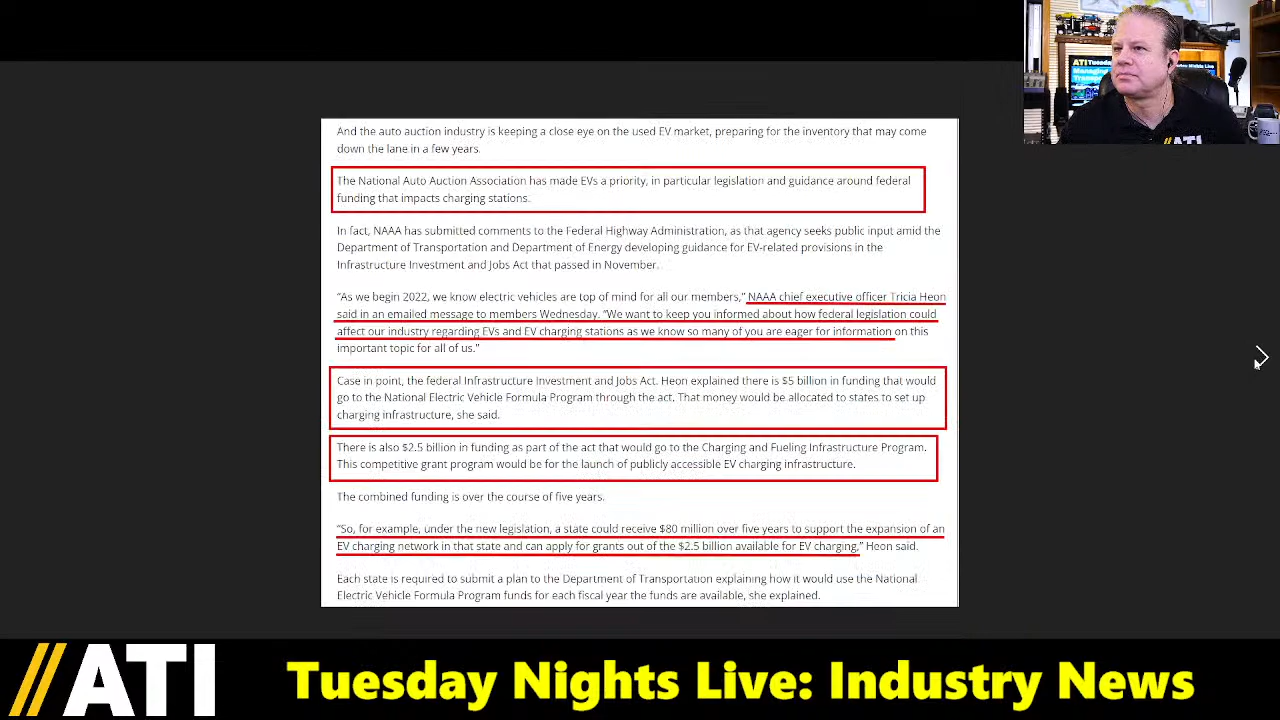 And the auto auction industry is keeping a close eye on the used EV market, preparing for the inventory that may come
down the lane in a few years.
The National Auto Auction Association has made EVs a priority, in particular legislation and guidance around federal
funding that impacts charging stations.
In fact, NAAA has submitted comments to the Federal Highway Administration, as that agency seeks public input amid the
Department of Transportation and Department of Energy developing guidance for EV-related provisions in the
Infrastructure Investment and Jobs Act that passed in November.
“As we begin 2022, we know electric vehicles are top of mind for all our members,” NAAA chief executive officer Tricia Heon
said in an emailed message to members Wednesday. “We want to keep you informed about how federal legislation could
affect our industry regarding EVs and EV charging stations as we know so many of you are eager for information on this
important topic for all of us.”
Case in point, the federal Infrastructure Investment and Jobs Act. Heon explained there is $5 billion in funding that would
go to the National Electric Vehicle Formula Program through the act. That money would be allocated to states to set up
charging infrastructure, she said.
There is also $2.5 billion in funding as part of the act that would go to the Charging and Fueling Infrastructure Program.
This competitive grant program would be for the launch of publicly accessible EV charging infrastructure.
The combined funding is over the course of five years.
“So, for example, under the new legislation, a state could receive $80 million over five years to support the expansion of an
EV charging network in that state and can apply for grants out of the $2.5 billion available for EV charging,” Heon said.
Each state is required to submit a plan to the Department of Transportation explaining how it would use the National
Electric Vehicle Formula Program funds for each fiscal year the funds are available, she explained.
ATI
ATI Tuesday Nights Live: Industry News